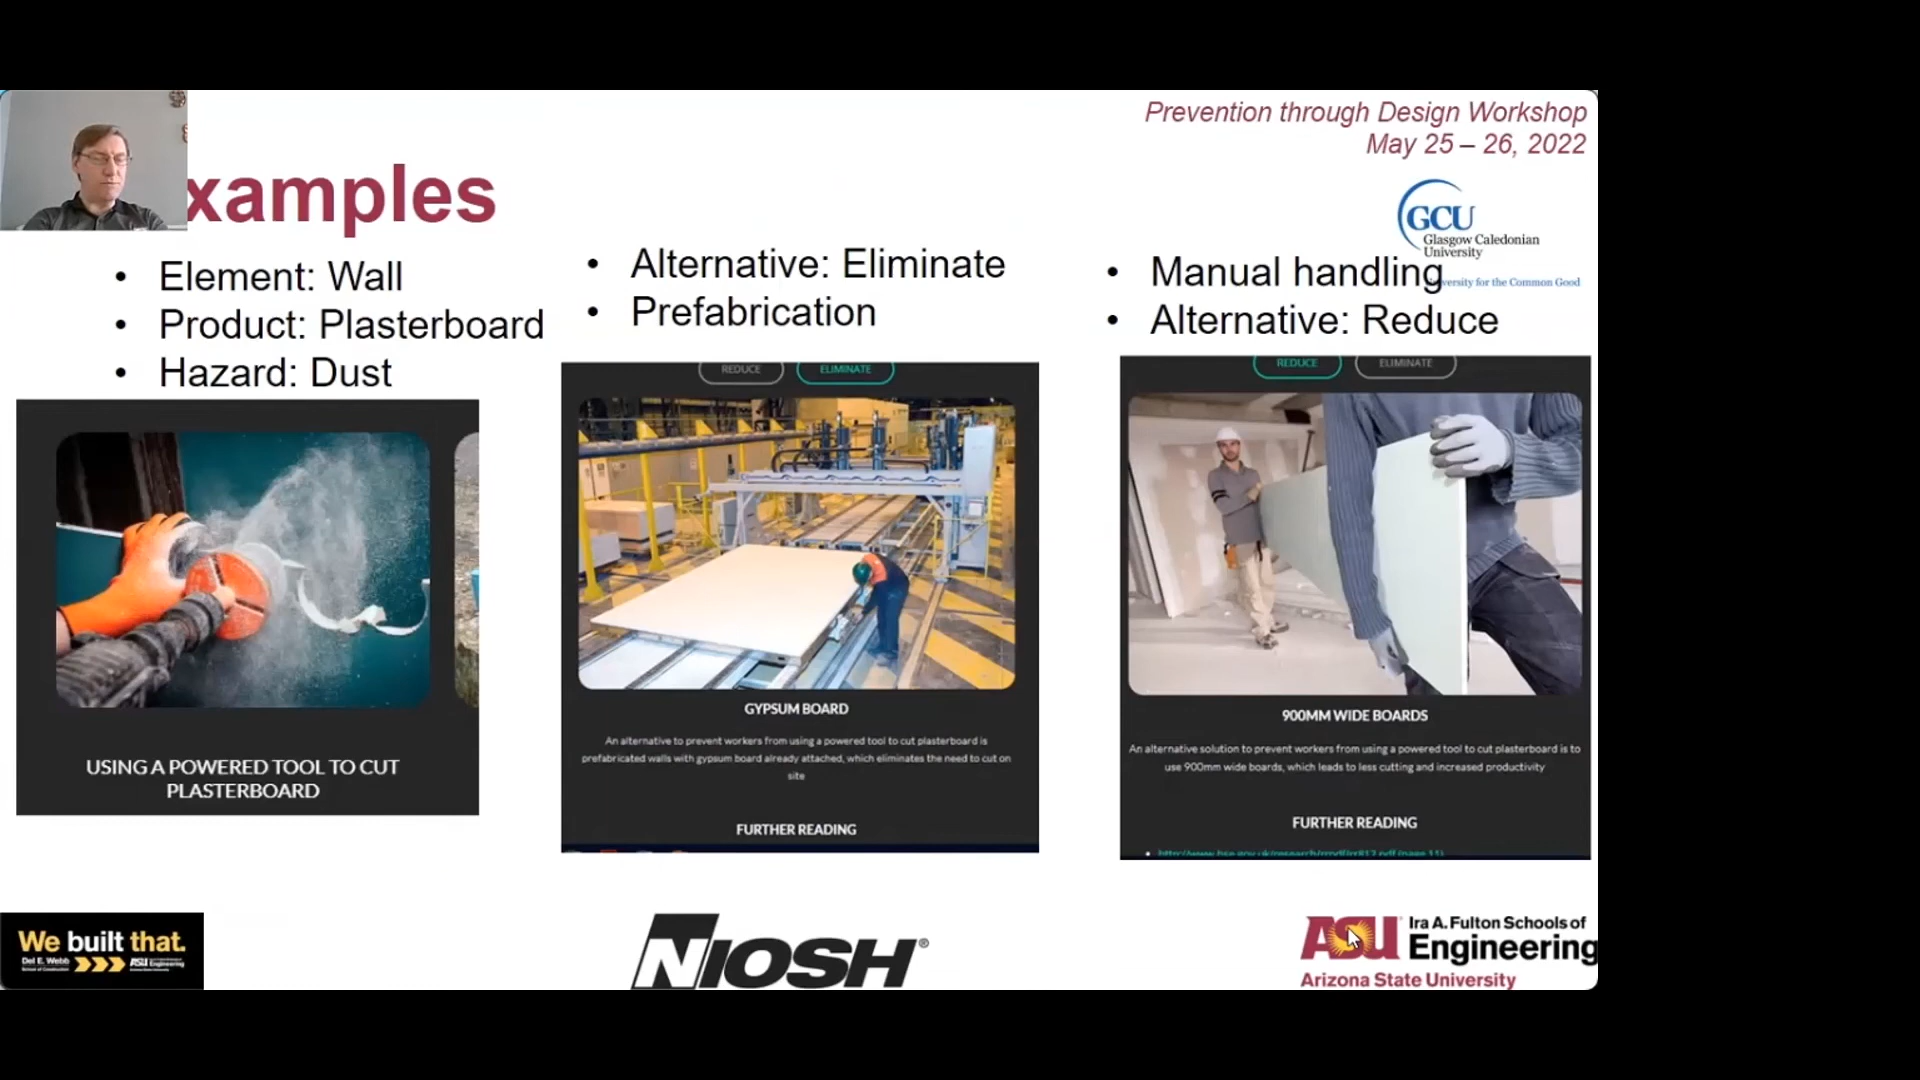 Prevention through Design Workshop
May 25 – 26, 2022
xamples
GCU
Glasgow Caledonian
University
versity for the Common Good
• Element: Wall
• Product: Plasterboard
• Hazard: Dust
USING A POWERED TOOL TO CUT
PLASTERBOARD
• Alternative: Eliminate
• Prefabrication
REDUCE ELIMINATE
GYPSUM BOARD
An alternative to prevent workers from using a powered tool to cut plasterboard is
prefabricated walls with gypsum board already attached, which eliminates the need to cut on
site
FURTHER READING
• Manual handling
• Alternative: Reduce
REDUCE ELIMINATE
900MM WIDE BOARDS
An alternative solution to prevent workers from using a powered tool to cut plasterboard is to
use 900mm wide boards, which leads to less cutting and increased productivity
FURTHER READING
We built that.
Del E. Webb
School of Construction
ASU Engineering
NIOSH®
ASU Ira A. Fulton Schools of
Engineering
Arizona State University